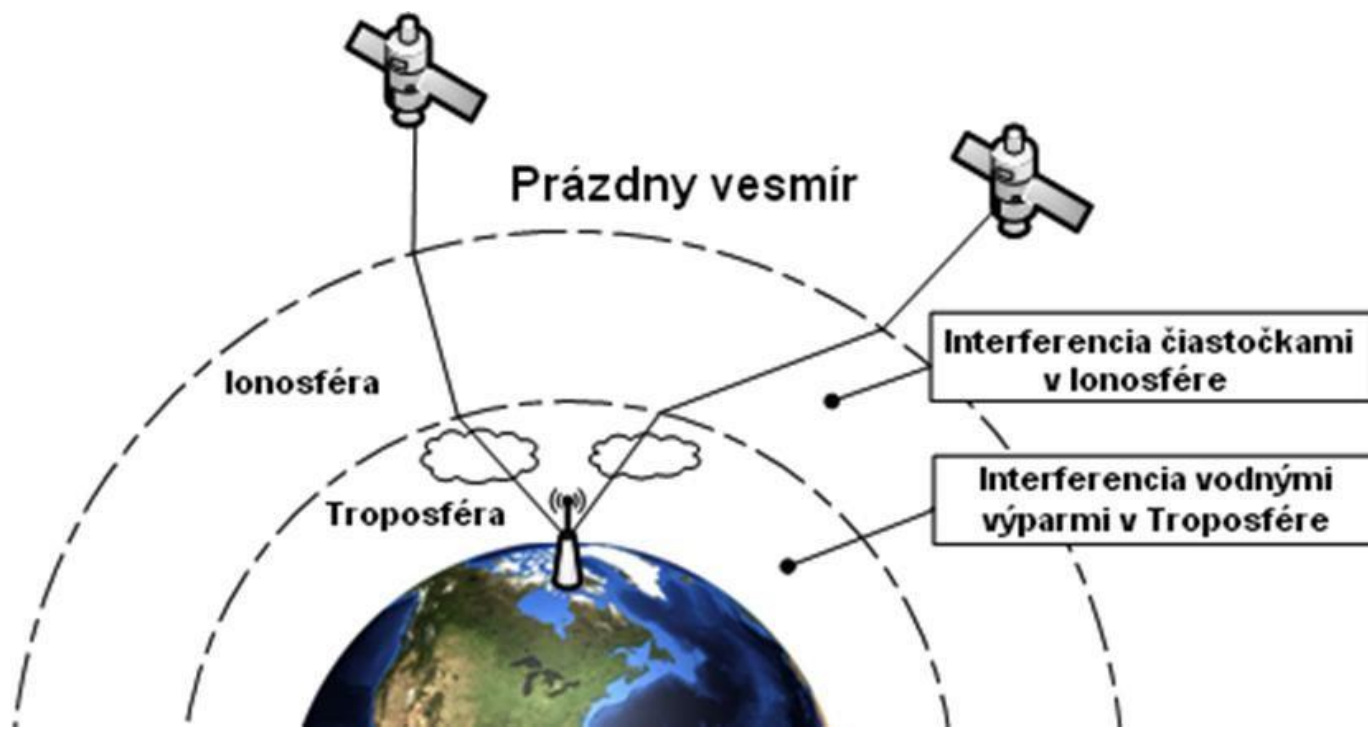 Prázdny vesmír
Interferencia čiastočkami
v Ionosfére
Ionosféra
Interferencia vodnými
výparmi v Troposfére
Troposféra